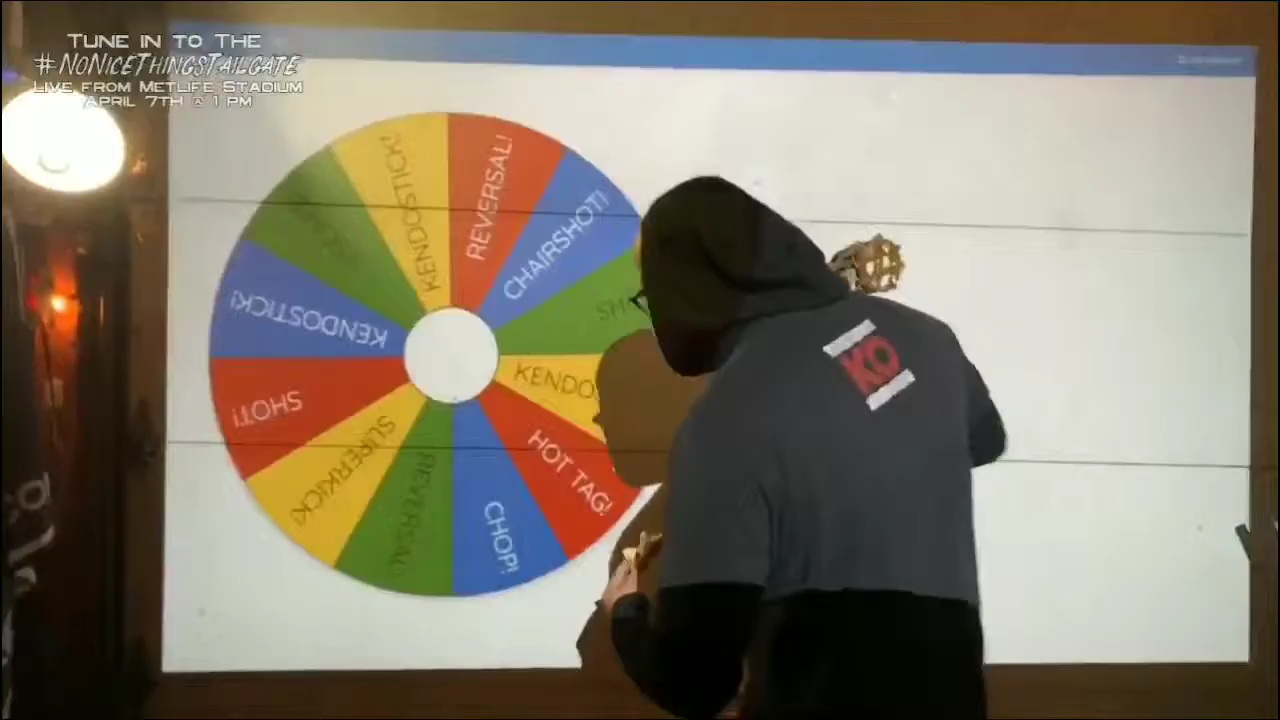 TUNE IN TO THE
#NONICETHINGSTAILGATE
LIVE FROM METLIFE STADIUM
APRIL 7TH @ 1 PM
KENDOSTICK!
REVERSAL!
CHAIRSHOT!
KENDO
HOT TAG!
CHOP!
REVERSAL!
SUPERKICK!
SHOT!
KENDOSTICK!
KO